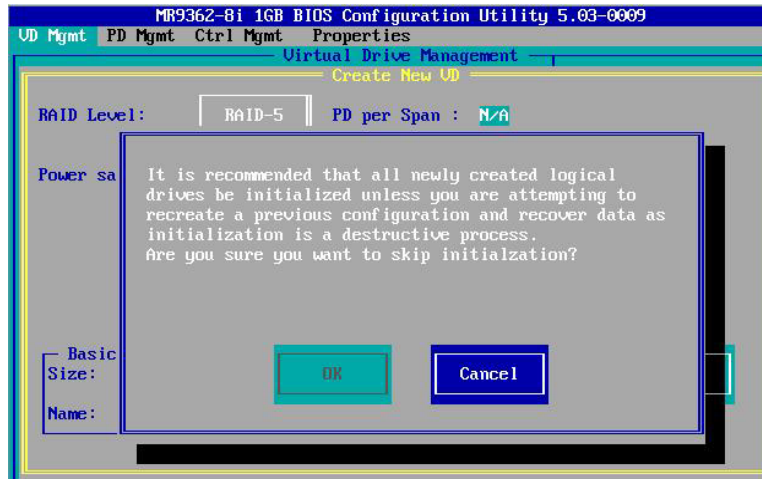 MR9362-8i 1GB BIOS Configuration Utility 5.03-0009
VD Mgmt PD Mgmt Ctrl Mgmt Properties
Virtual Drive Management
Create New VD
RAID Level: RAID-5 PD per Span : N/A
Power sa
It is recommended that all newly created logical
drives be initialized unless you are attempting to
recreate a previous configuration and recover data as
initialization is a destructive process.
Are you sure you want to skip initialzation?
Basic
Size:
OK Cancel
Name: